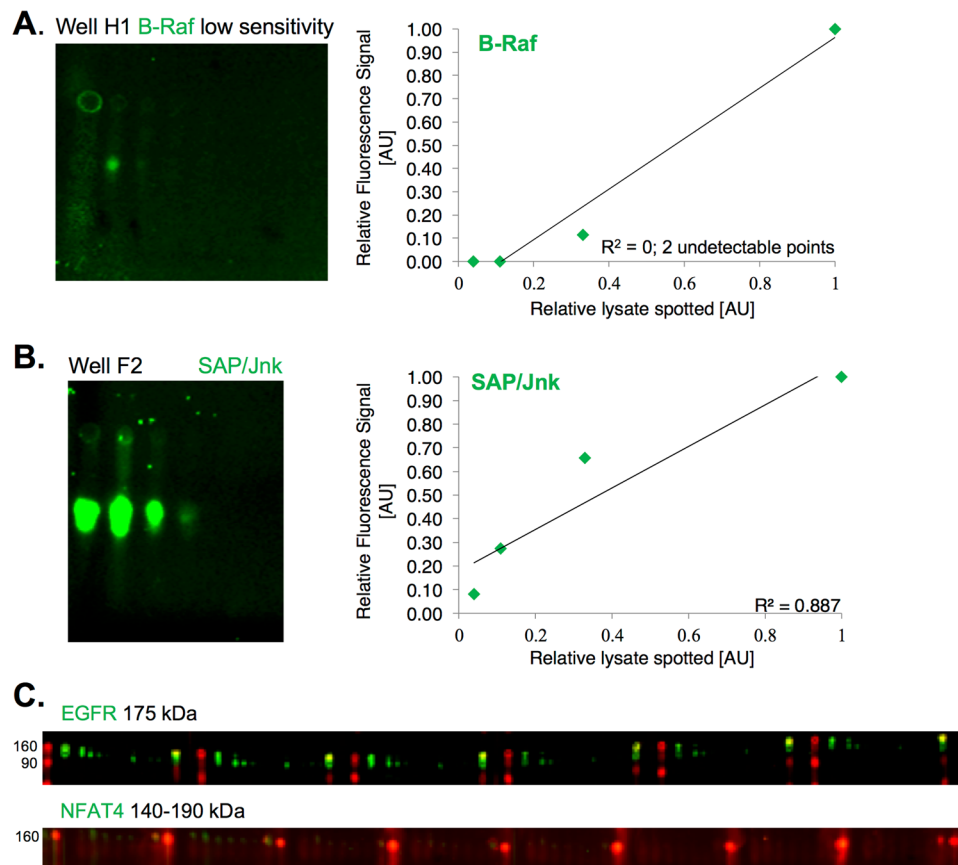 A. Well H1 B-Raf low sensitivity
B-Raf
Relative Fluorescence Signal
[AU]
1.00
0.90
0.80
0.70
0.60
0.50
0.40
0.30
0.20
0.10
0.00
R² = 0; 2 undetectable points
0 0.2 0.4 0.6 0.8 1
Relative lysate spotted [AU]
B. Well F2 SAP/Jnk
SAP/Jnk
Relative Fluorescence Signal
[AU]
1.00
0.90
0.80
0.70
0.60
0.50
0.40
0.30
0.20
0.10
0.00
R² = 0.887
0 0.2 0.4 0.6 0.8 1
Relative lysate spotted [AU]
C.
EGFR 175 kDa
160
90
NFAT4 140-190 kDa
160